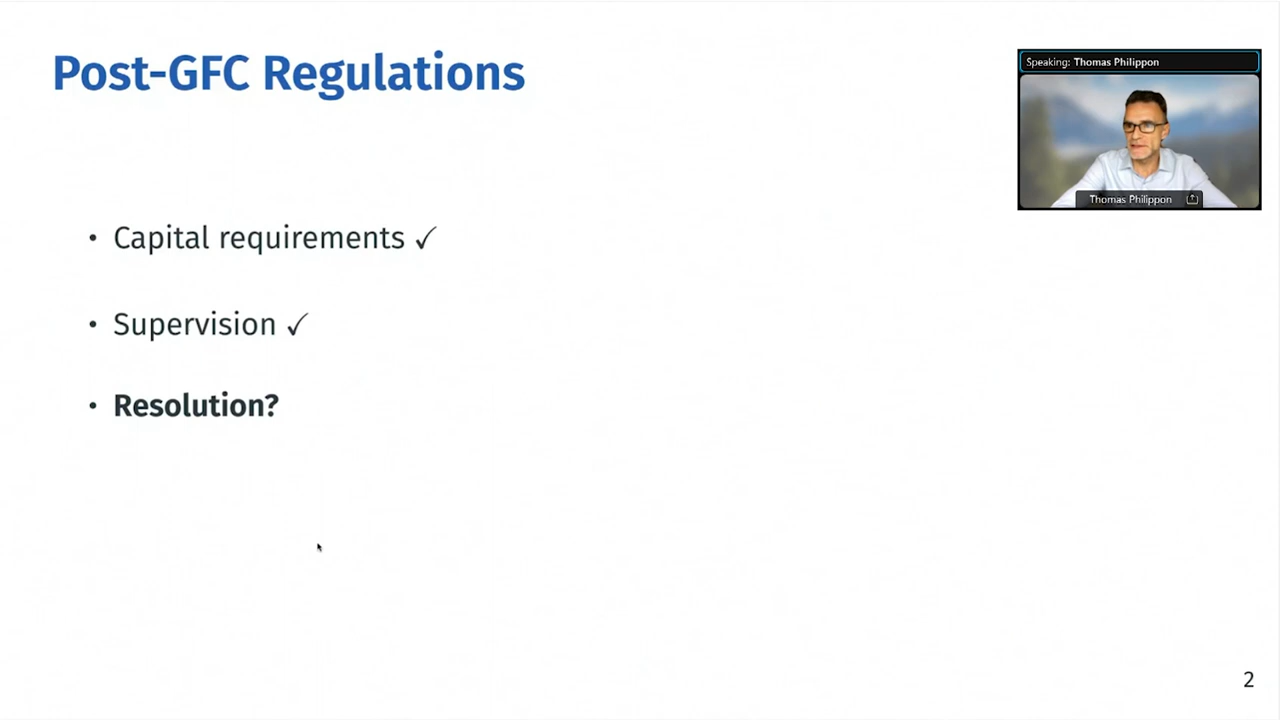 Post-GFC Regulations
Speaking: Thomas Philippon
Thomas Philippon
• Capital requirements ✓
• Supervision ✓
• Resolution?
2